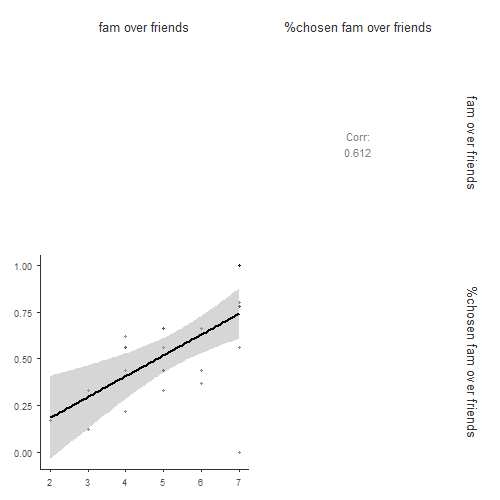 fam over friends
%chosen fam over friends
fam over friends
Corr:
0.612
%chosen fam over friends
1.00
0.75
0.50
0.25
0.00
2 3 4 5 6 7